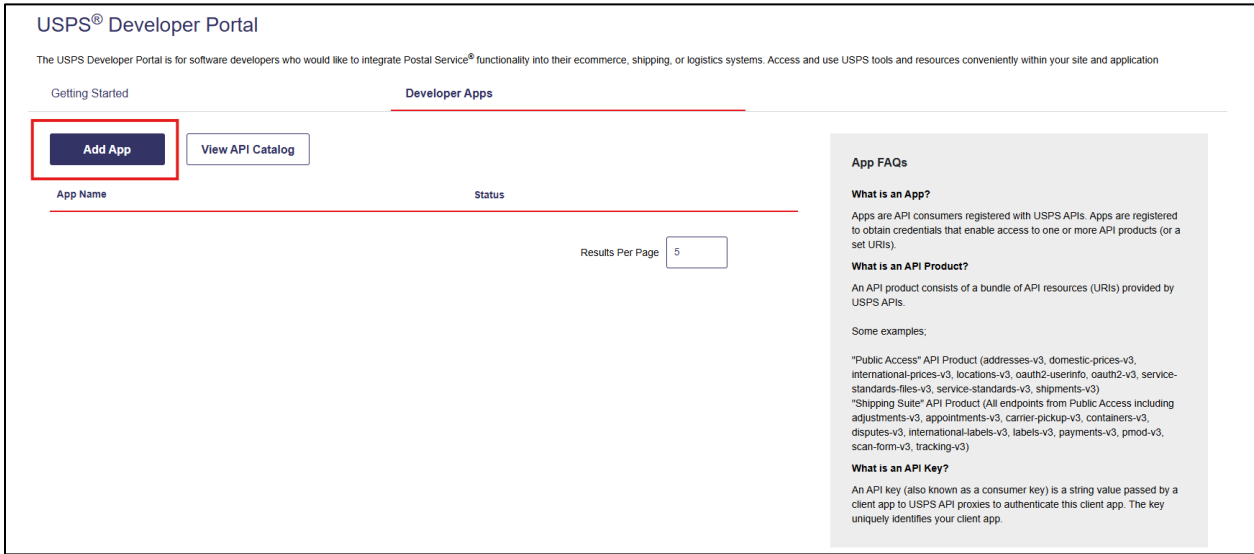 USPS® Developer Portal
The USPS Developer Portal is for software developers who would like to integrate Postal Service® functionality into their ecommerce, shipping, or logistics systems. Access and use USPS tools and resources conveniently within your site and application
Getting Started
Developer Apps
Add App
View API Catalog
App Name
Status
Results Per Page
5
App FAQs
What is an App?
Apps are API consumers registered with USPS APIs. Apps are registered
to obtain credentials that enable access to one or more API products (or a
set URIs).
What is an API Product?
An API product consists of a bundle of API resources (URIs) provided by
USPS APIs.
Some examples;
"Public Access" API Product (addresses-v3, domestic-prices-v3,
international-prices-v3, locations-v3, oauth2-userinfo, oauth2-v3, service-
standards-files-v3, service-standards-v3, shipments-v3)
"Shipping Suite" API Product (All endpoints from Public Access including
adjustments-v3, appointments-v3, carrier-pickup-v3, containers-v3,
disputes-v3, international-labels-v3, labels-v3, payments-v3, pmod-v3,
scan-form-v3, tracking-v3)
What is an API Key?
An API key (also known as a consumer key) is a string value passed by a
client app to USPS API proxies to authenticate this client app. The key
uniquely identifies your client app.